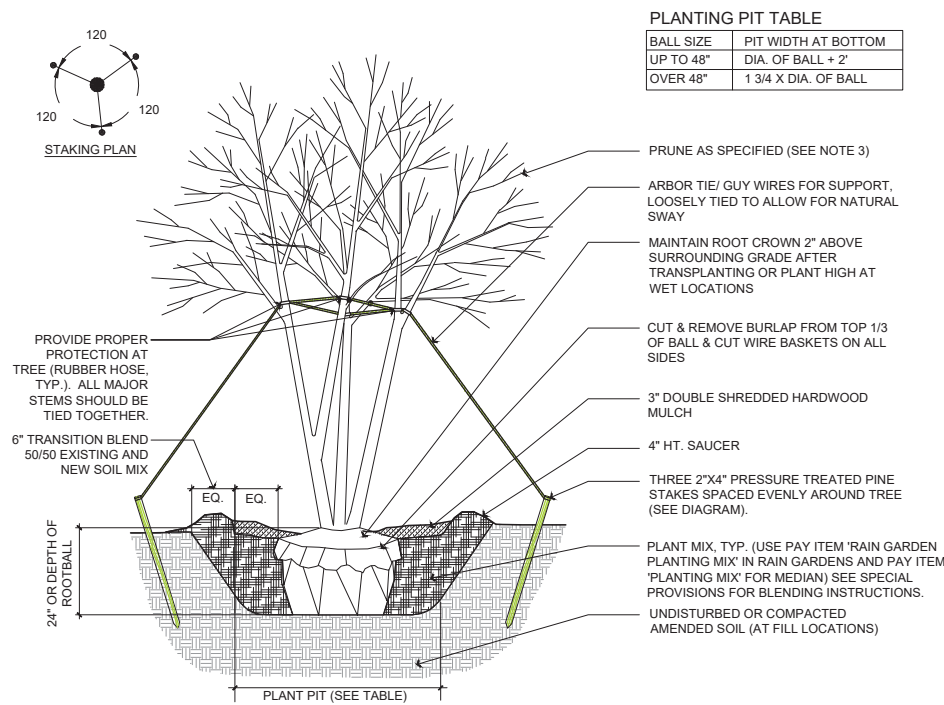 PLANTING PIT TABLE
BALL SIZE PIT WIDTH AT BOTTOM
UP TO 48" DIA. OF BALL + 2'
OVER 48" 1 3/4 X DIA. OF BALL
120
120
120
STAKING PLAN
PRUNE AS SPECIFIED (SEE NOTE 3)
ARBOR TIE/ GUY WIRES FOR SUPPORT,
LOOSELY TIED TO ALLOW FOR NATURAL
SWAY
MAINTAIN ROOT CROWN 2" ABOVE
SURROUNDING GRADE AFTER
TRANSPLANTING OR PLANT HIGH AT
WET LOCATIONS
CUT & REMOVE BURLAP FROM TOP 1/3
OF BALL & CUT WIRE BASKETS ON ALL
SIDES
3" DOUBLE SHREDDED HARDWOOD
MULCH
4" HT. SAUCER
THREE 2"X4" PRESSURE TREATED PINE
STAKES SPACED EVENLY AROUND TREE
(SEE DIAGRAM).
PLANT MIX, TYP. (USE PAY ITEM 'RAIN GARDEN
PLANTING MIX' IN RAIN GARDENS AND PAY ITEM
'PLANTING MIX' FOR MEDIAN) SEE SPECIAL
PROVISIONS FOR BLENDING INSTRUCTIONS.
UNDISTURBED OR COMPACTED
AMENDED SOIL (AT FILL LOCATIONS)
PROVIDE PROPER
PROTECTION AT
TREE (RUBBER HOSE,
TYP.). ALL MAJOR
STEMS SHOULD BE
TIED TOGETHER.
6" TRANSITION BLEND
50/50 EXISTING AND
NEW SOIL MIX
EQ. EQ.
24" OR DEPTH OF
ROOTBALL
PLANT PIT (SEE TABLE)